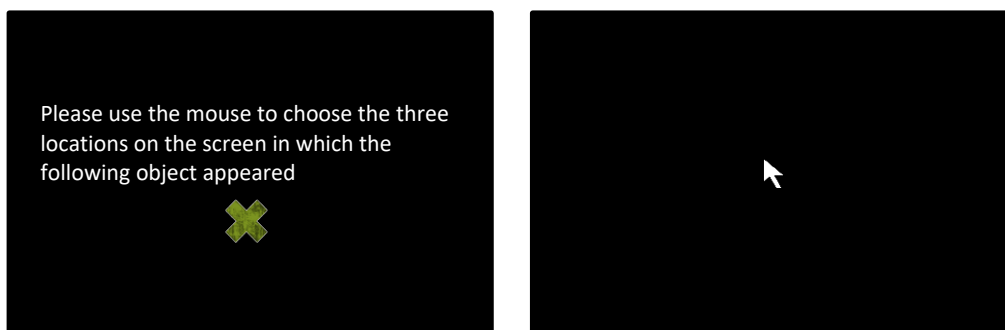 Please use the mouse to choose the three
locations on the screen in which the
following object appeared